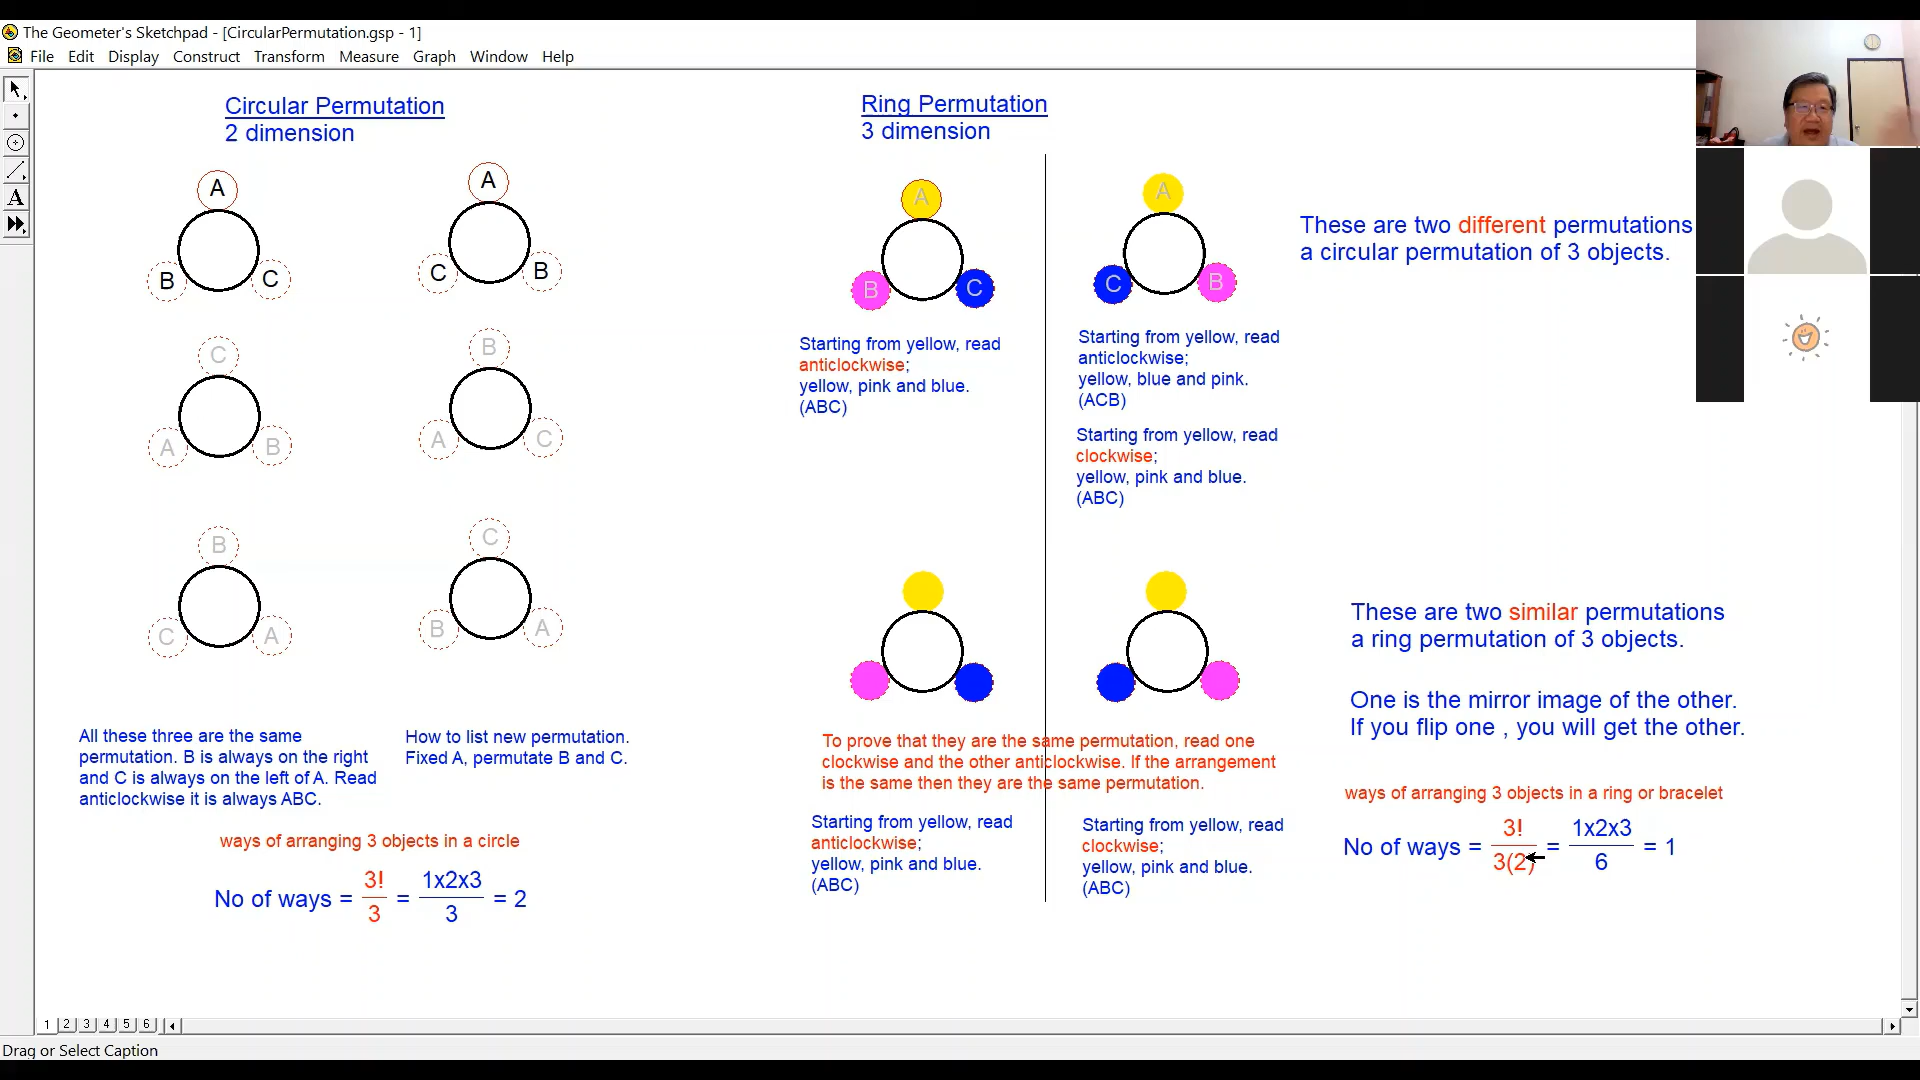 The Geometer's Sketchpad - [CircularPermutation.gsp - 1]
File Edit Display Construct Transform Measure Graph Window Help
A
Circular Permutation
2 dimension
A
B
C
A
C
B
C
A
B
B
A
C
B
C
A
C
B
A
All these three are the same
permutation. B is always on the right
and C is always on the left of A. Read
anticlockwise it is always ABC.
How to list new permutation.
Fixed A, permutate B and C.
ways of arranging 3 objects in a circle
No of ways = 3!/3 = 1x2x3/3 = 2
Ring Permutation
3 dimension
A
B
C
A
C
B
Starting from yellow, read
anticlockwise;
yellow, pink and blue.
(ABC)
Starting from yellow, read
anticlockwise;
yellow, blue and pink.
(ACB)
Starting from yellow, read
clockwise;
yellow, pink and blue.
(ABC)
These are two different permutations
a circular permutation of 3 objects.
To prove that they are the same permutation, read one
clockwise and the other anticlockwise. If the arrangement
is the same then they are the same permutation.
Starting from yellow, read
anticlockwise;
yellow, pink and blue.
(ABC)
Starting from yellow, read
clockwise;
yellow, pink and blue.
(ABC)
These are two similar permutations
a ring permutation of 3 objects.
One is the mirror image of the other.
If you flip one , you will get the other.
ways of arranging 3 objects in a ring or bracelet
No of ways = 3!/3(2) = 1x2x3/6 = 1
1 2 3 4 5 6
Drag or Select Caption